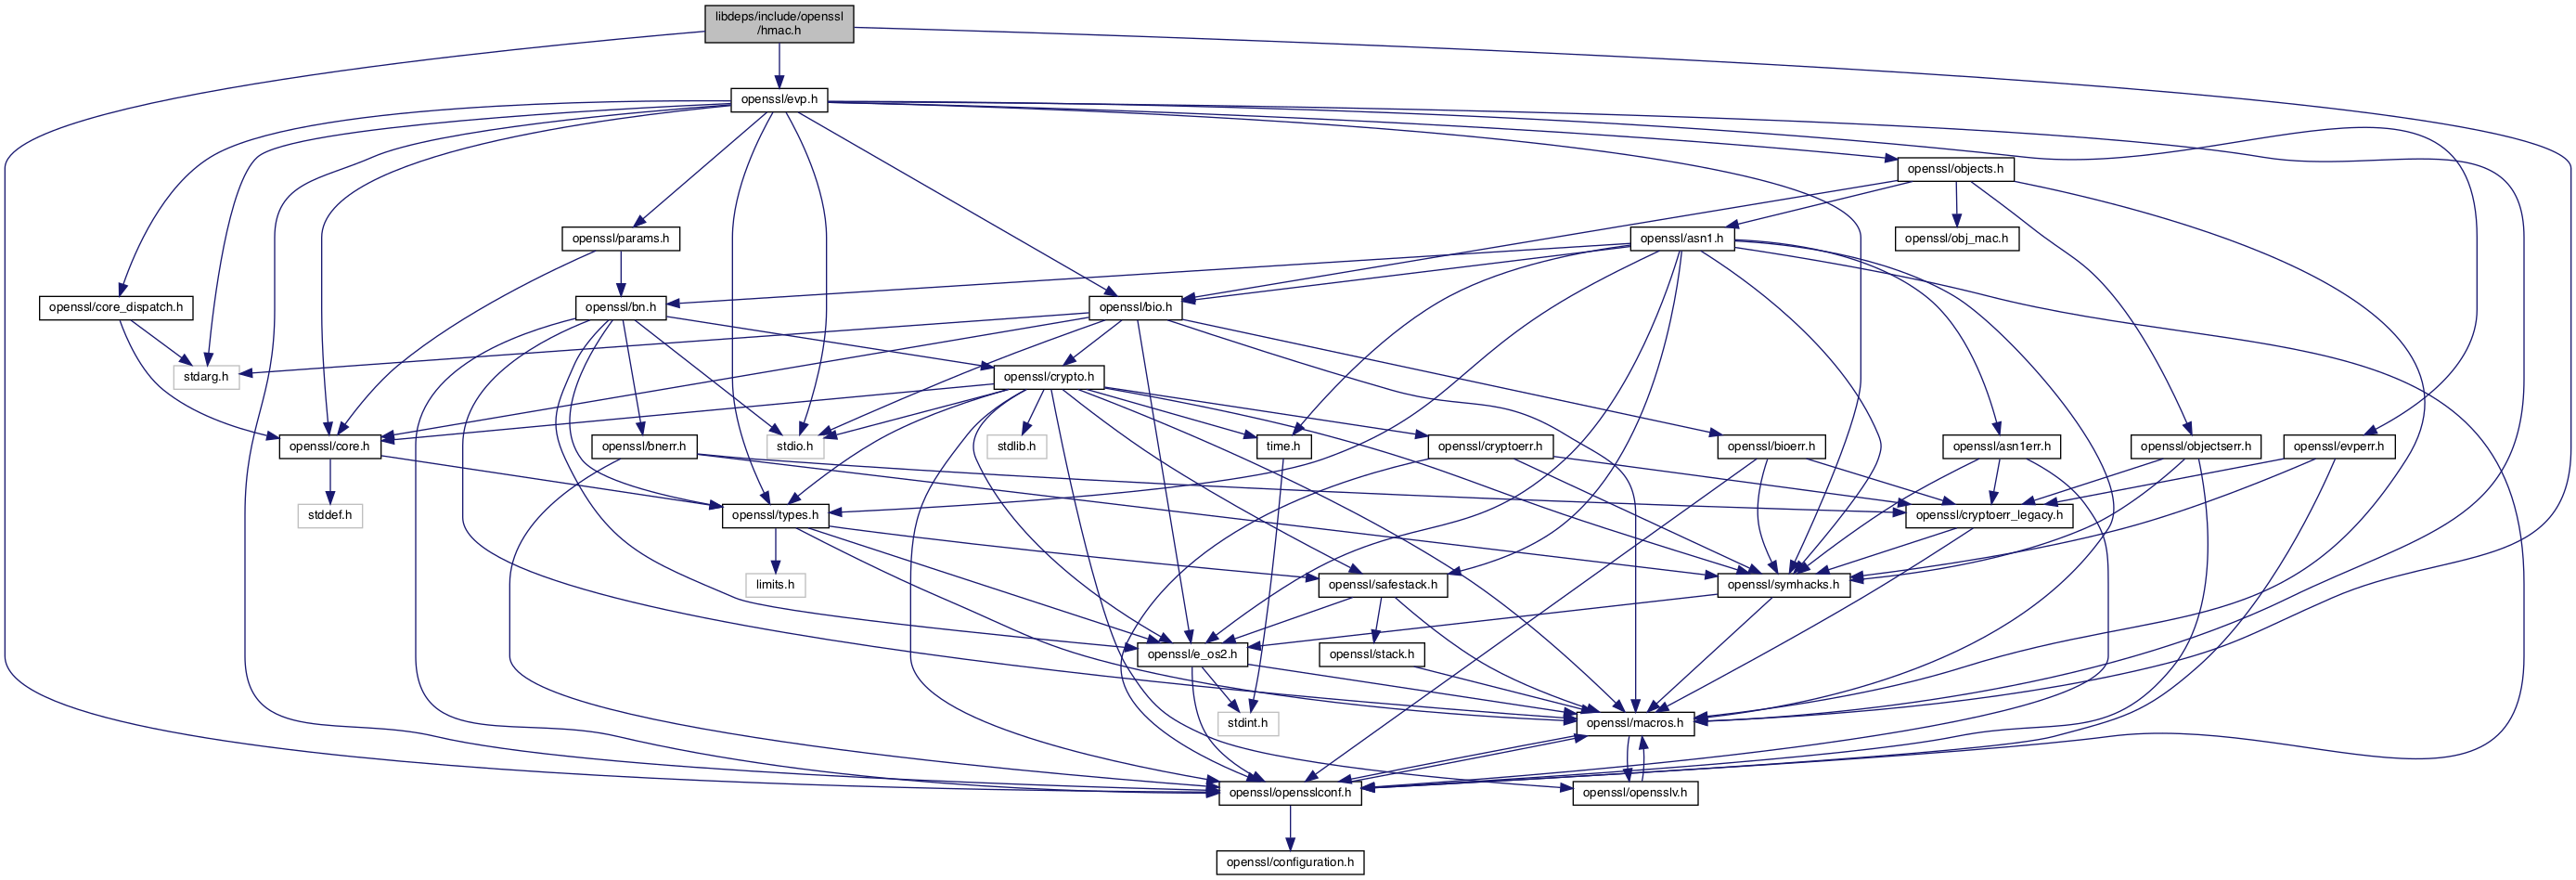 libdeps/include/openssl
/hmac.h
openssl/evp.h
openssl/objects.h
openssl/params.h
openssl/asn1.h
openssl/obj_mac.h
openssl/core_dispatch.h
openssl/bn.h
openssl/bio.h
stdarg.h
openssl/crypto.h
openssl/core.h
openssl/bnerr.h
stdio.h
stdlib.h
time.h
openssl/cryptoerr.h
openssl/bioerr.h
openssl/asn1err.h
openssl/objectserr.h
openssl/evperr.h
stddef.h
openssl/types.h
openssl/cryptoerr_legacy.h
limits.h
openssl/safestack.h
openssl/symhacks.h
openssl/e_os2.h
openssl/stack.h
stdint.h
openssl/macros.h
openssl/opensslconf.h
openssl/opensslv.h
openssl/configuration.h